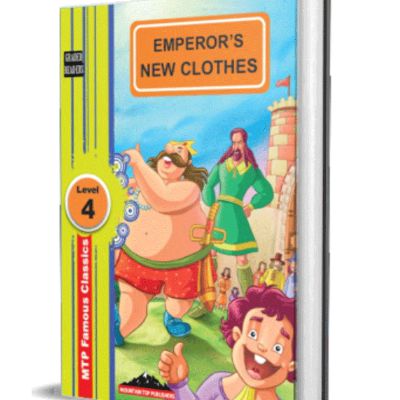 GRADED
READERS
EMPEROR'S
NEW CLOTHES
Level
4
MTP Famous Classics
MOUNTAIN TOP PUBLISHERS